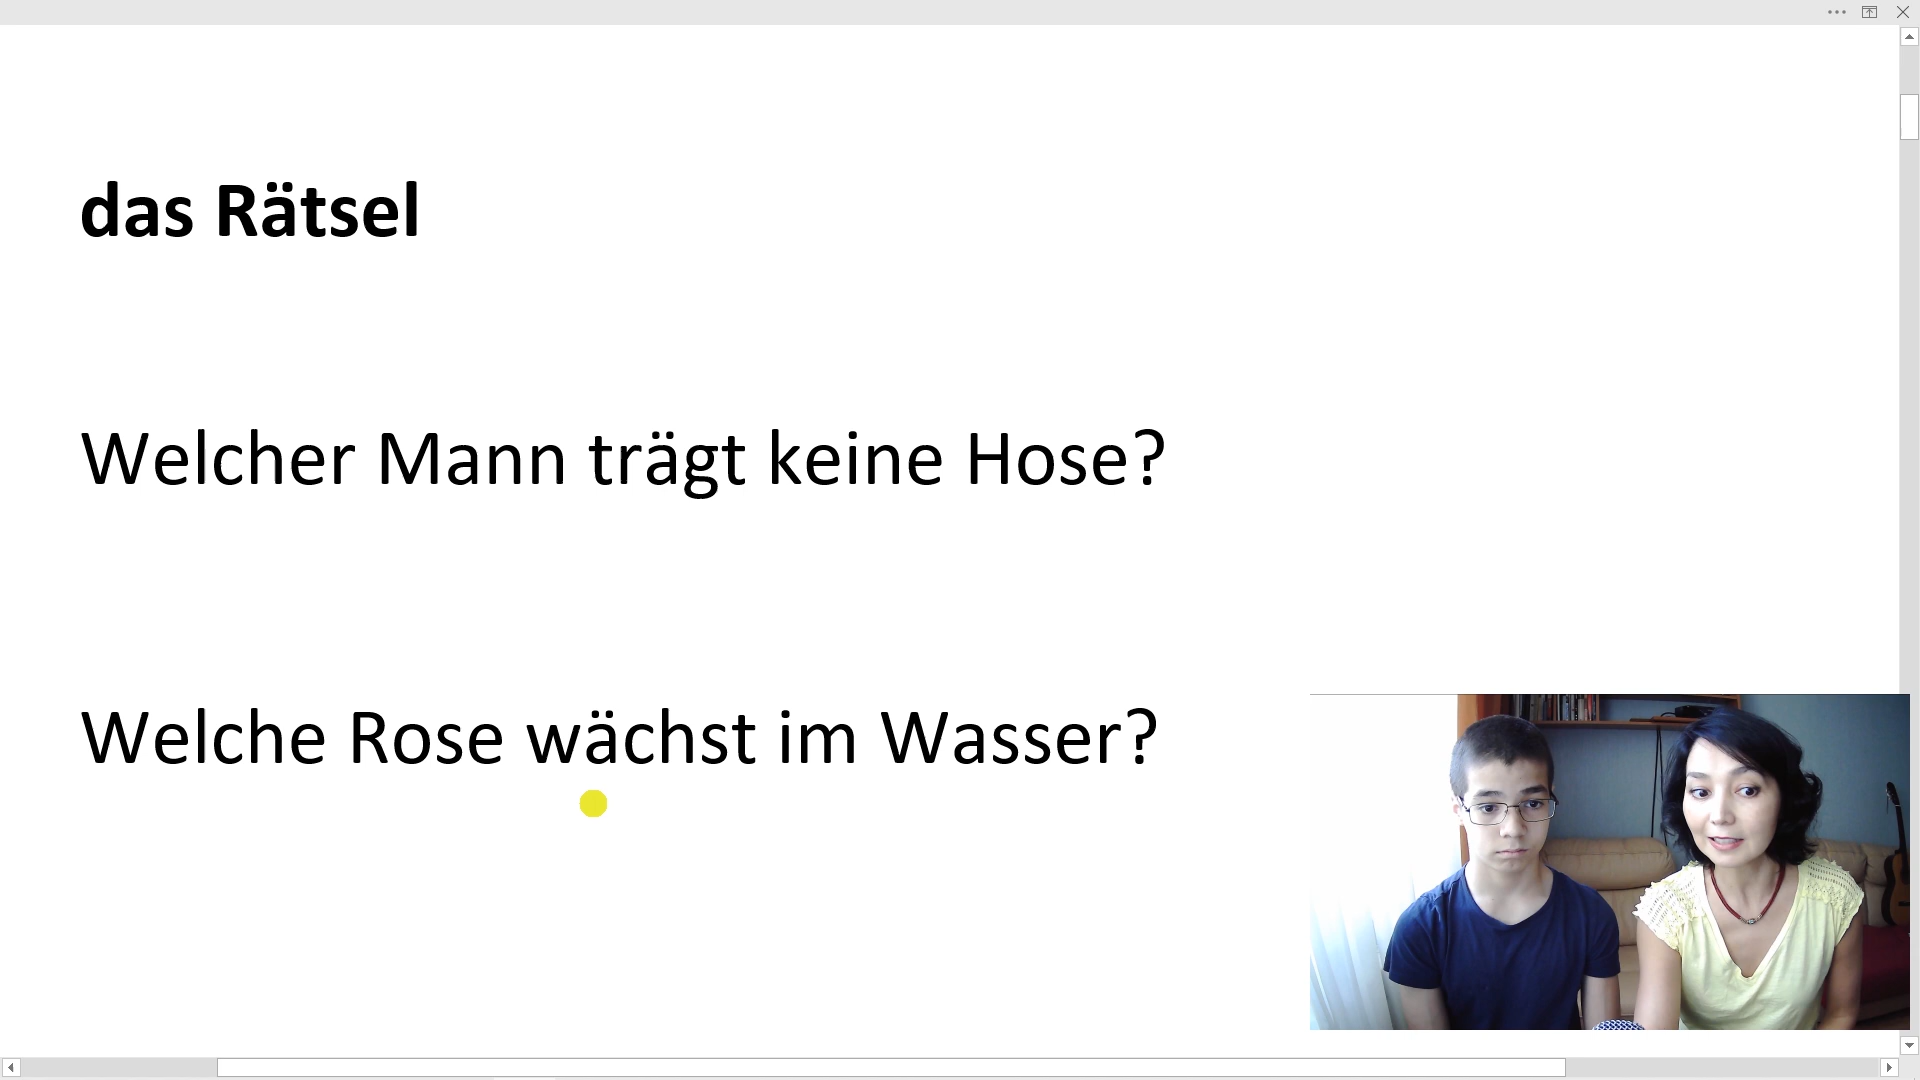 das Rätsel
Welcher Mann trägt keine Hose?
Welche Rose wächst im Wasser?